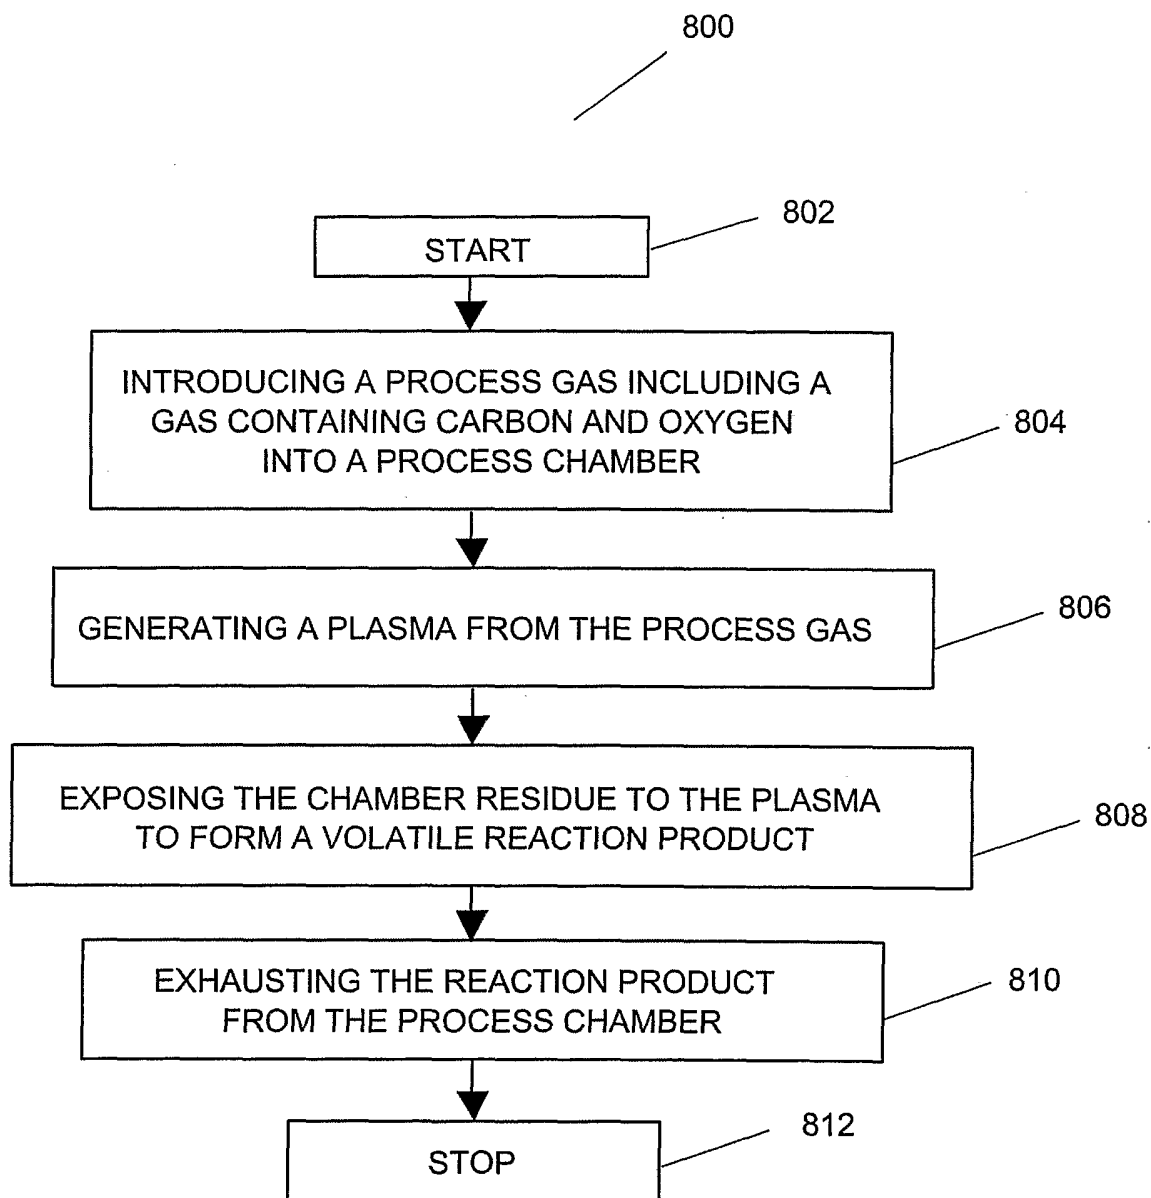 800
802
START
INTRODUCING A PROCESS GAS INCLUDING A
GAS CONTAINING CARBON AND OXYGEN
INTO A PROCESS CHAMBER
804
GENERATING A PLASMA FROM THE PROCESS GAS
806
EXPOSING THE CHAMBER RESIDUE TO THE PLASMA
TO FORM A VOLATILE REACTION PRODUCT
808
EXHAUSTING THE REACTION PRODUCT
FROM THE PROCESS CHAMBER
810
STOP
812